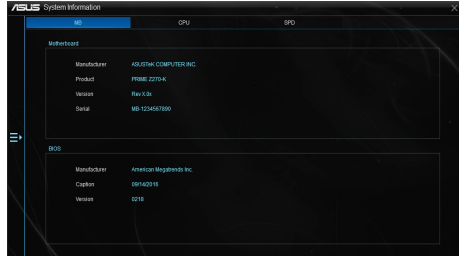 ASUS System Information
MB CPU SPD
Motherboard
Manufacturer ASUSTeK COMPUTER INC.
Product PRIME Z270-K
Version Rev X.0x
Serial MB-1234567890
BIOS
Manufacturer American Megatrends Inc.
Caption 09/14/2016
Version 0218